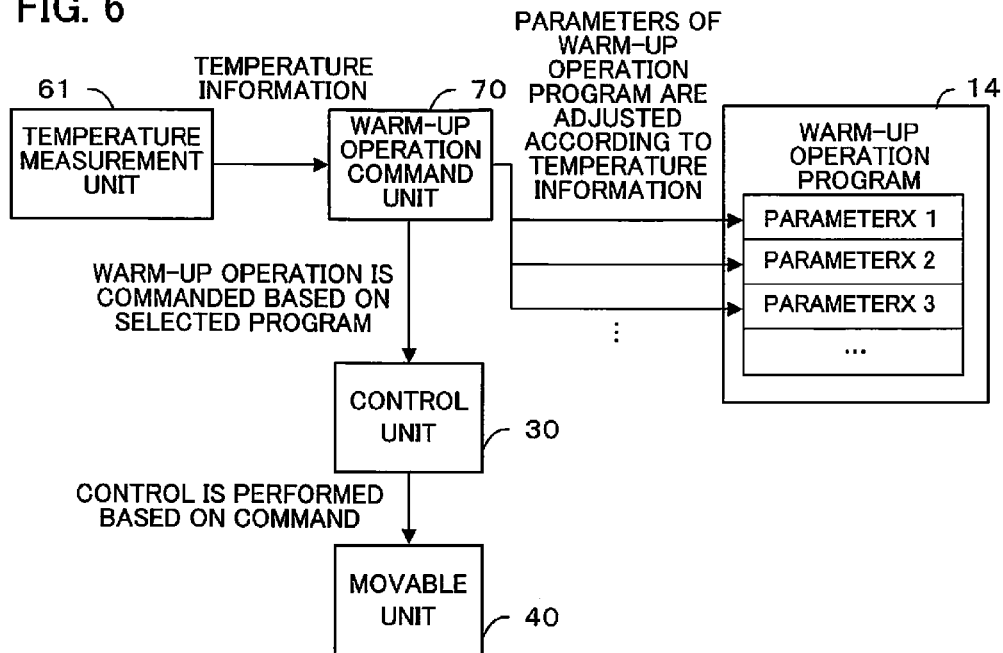 FIG. 6
61
TEMPERATURE
MEASUREMENT
UNIT
TEMPERATURE
INFORMATION
70
WARM-UP
OPERATION
COMMAND
UNIT
PARAMETERS OF
WARM-UP
OPERATION
PROGRAM ARE
ADJUSTED
ACCORDING TO
TEMPERATURE
INFORMATION
14
WARM-UP
OPERATION
PROGRAM
PARAMETERX 1
PARAMETERX 2
PARAMETERX 3
...
⋮
WARM-UP OPERATION IS
COMMANDED BASED ON
SELECTED PROGRAM
CONTROL
UNIT
30
CONTROL IS PERFORMED
BASED ON COMMAND
MOVABLE
UNIT
40